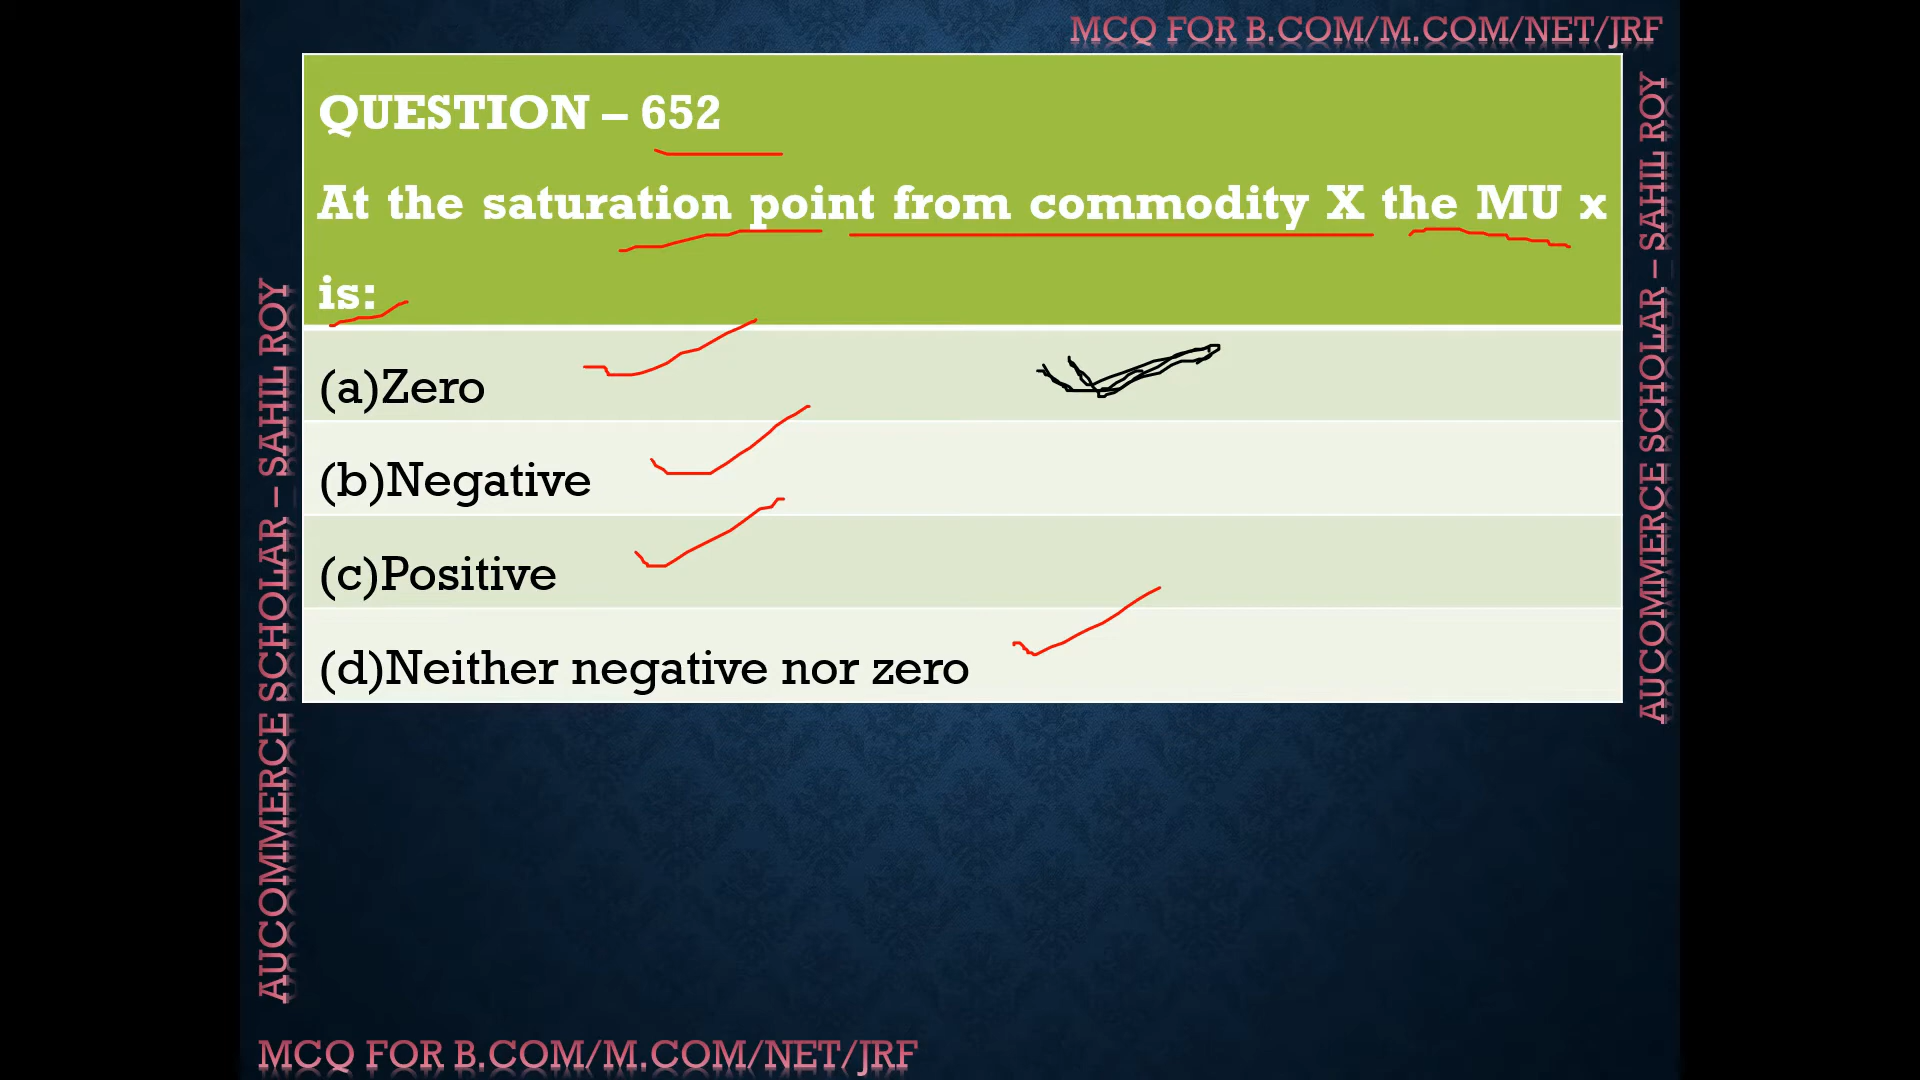 MCQ FOR B.COM/M.COM/NET/JRF
QUESTION – 652
At the saturation point from commodity X the MU x
is:
(a)Zero
(b)Negative
(c)Positive
(d)Neither negative nor zero
AUCOMMERCE SCHOLAR – SAHIL ROY
AUCOMMERCE SCHOLAR – SAHIL ROY
MCQ FOR B.COM/M.COM/NET/JRF